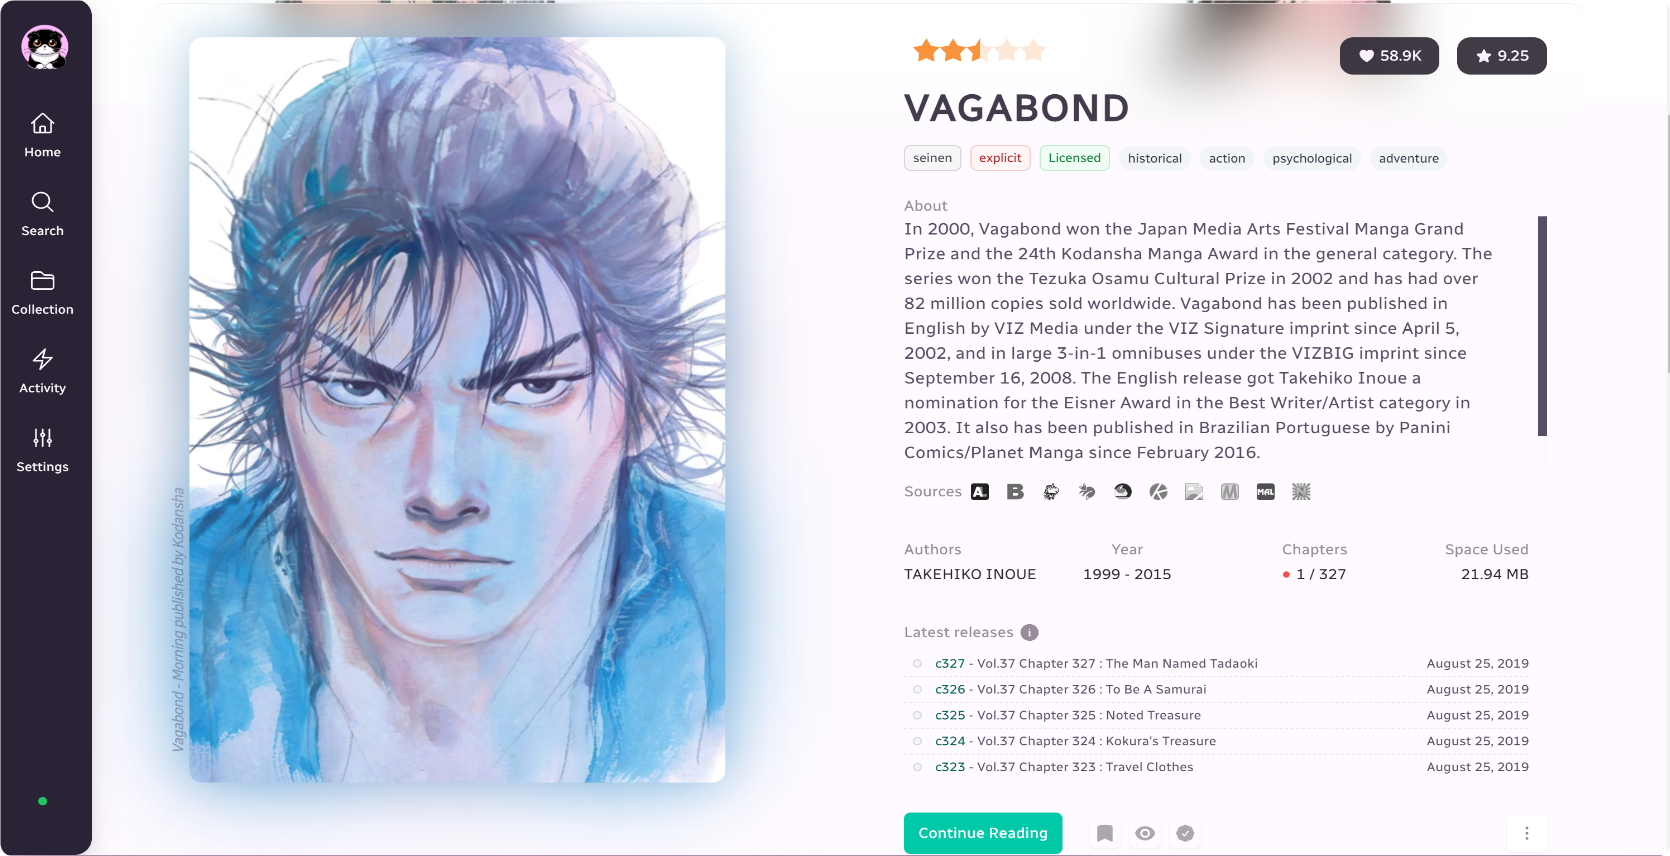 Home
Search
Collection
Activity
Settings
Vagabond - Morning published by Kodansha
58.9K
9.25
VAGABOND
seinen
explicit
Licensed
historical
action
psychological
adventure
About
In 2000, Vagabond won the Japan Media Arts Festival Manga Grand
Prize and the 24th Kodansha Manga Award in the general category. The
series won the Tezuka Osamu Cultural Prize in 2002 and has had over
82 million copies sold worldwide. Vagabond has been published in
English by VIZ Media under the VIZ Signature imprint since April 5,
2002, and in large 3-in-1 omnibuses under the VIZBIG imprint since
September 16, 2008. The English release got Takehiko Inoue a
nomination for the Eisner Award in the Best Writer/Artist category in
2003. It also has been published in Brazilian Portuguese by Panini
Comics/Planet Manga since February 2016.
Sources AL B K M MAL
Authors Year Chapters Space Used
TAKEHIKO INOUE 1999 - 2015 1 / 327 21.94 MB
Latest releases i
c327 - Vol.37 Chapter 327 : The Man Named Tadaoki August 25, 2019
c326 - Vol.37 Chapter 326 : To Be A Samurai August 25, 2019
c325 - Vol.37 Chapter 325 : Noted Treasure August 25, 2019
c324 - Vol.37 Chapter 324 : Kokura's Treasure August 25, 2019
c323 - Vol.37 Chapter 323 : Travel Clothes August 25, 2019
Continue Reading